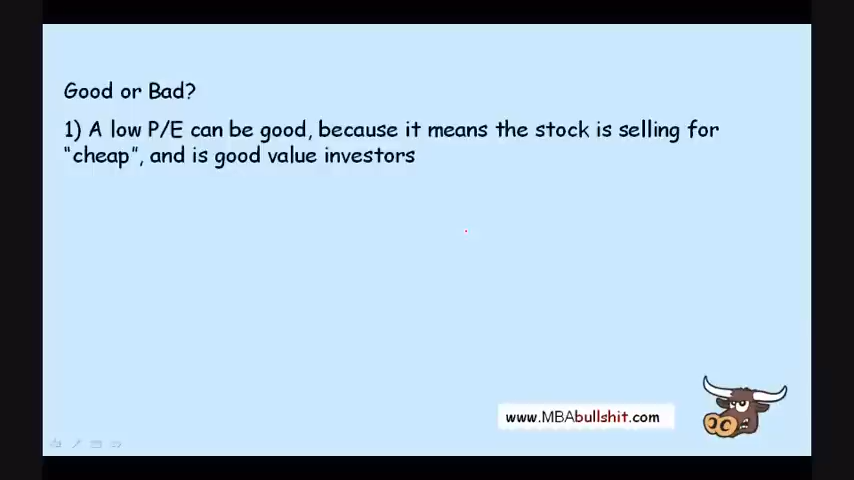 Good or Bad?
1) A low P/E can be good, because it means the stock is selling for
"cheap", and is good value investors
www.MBAbullshit.com